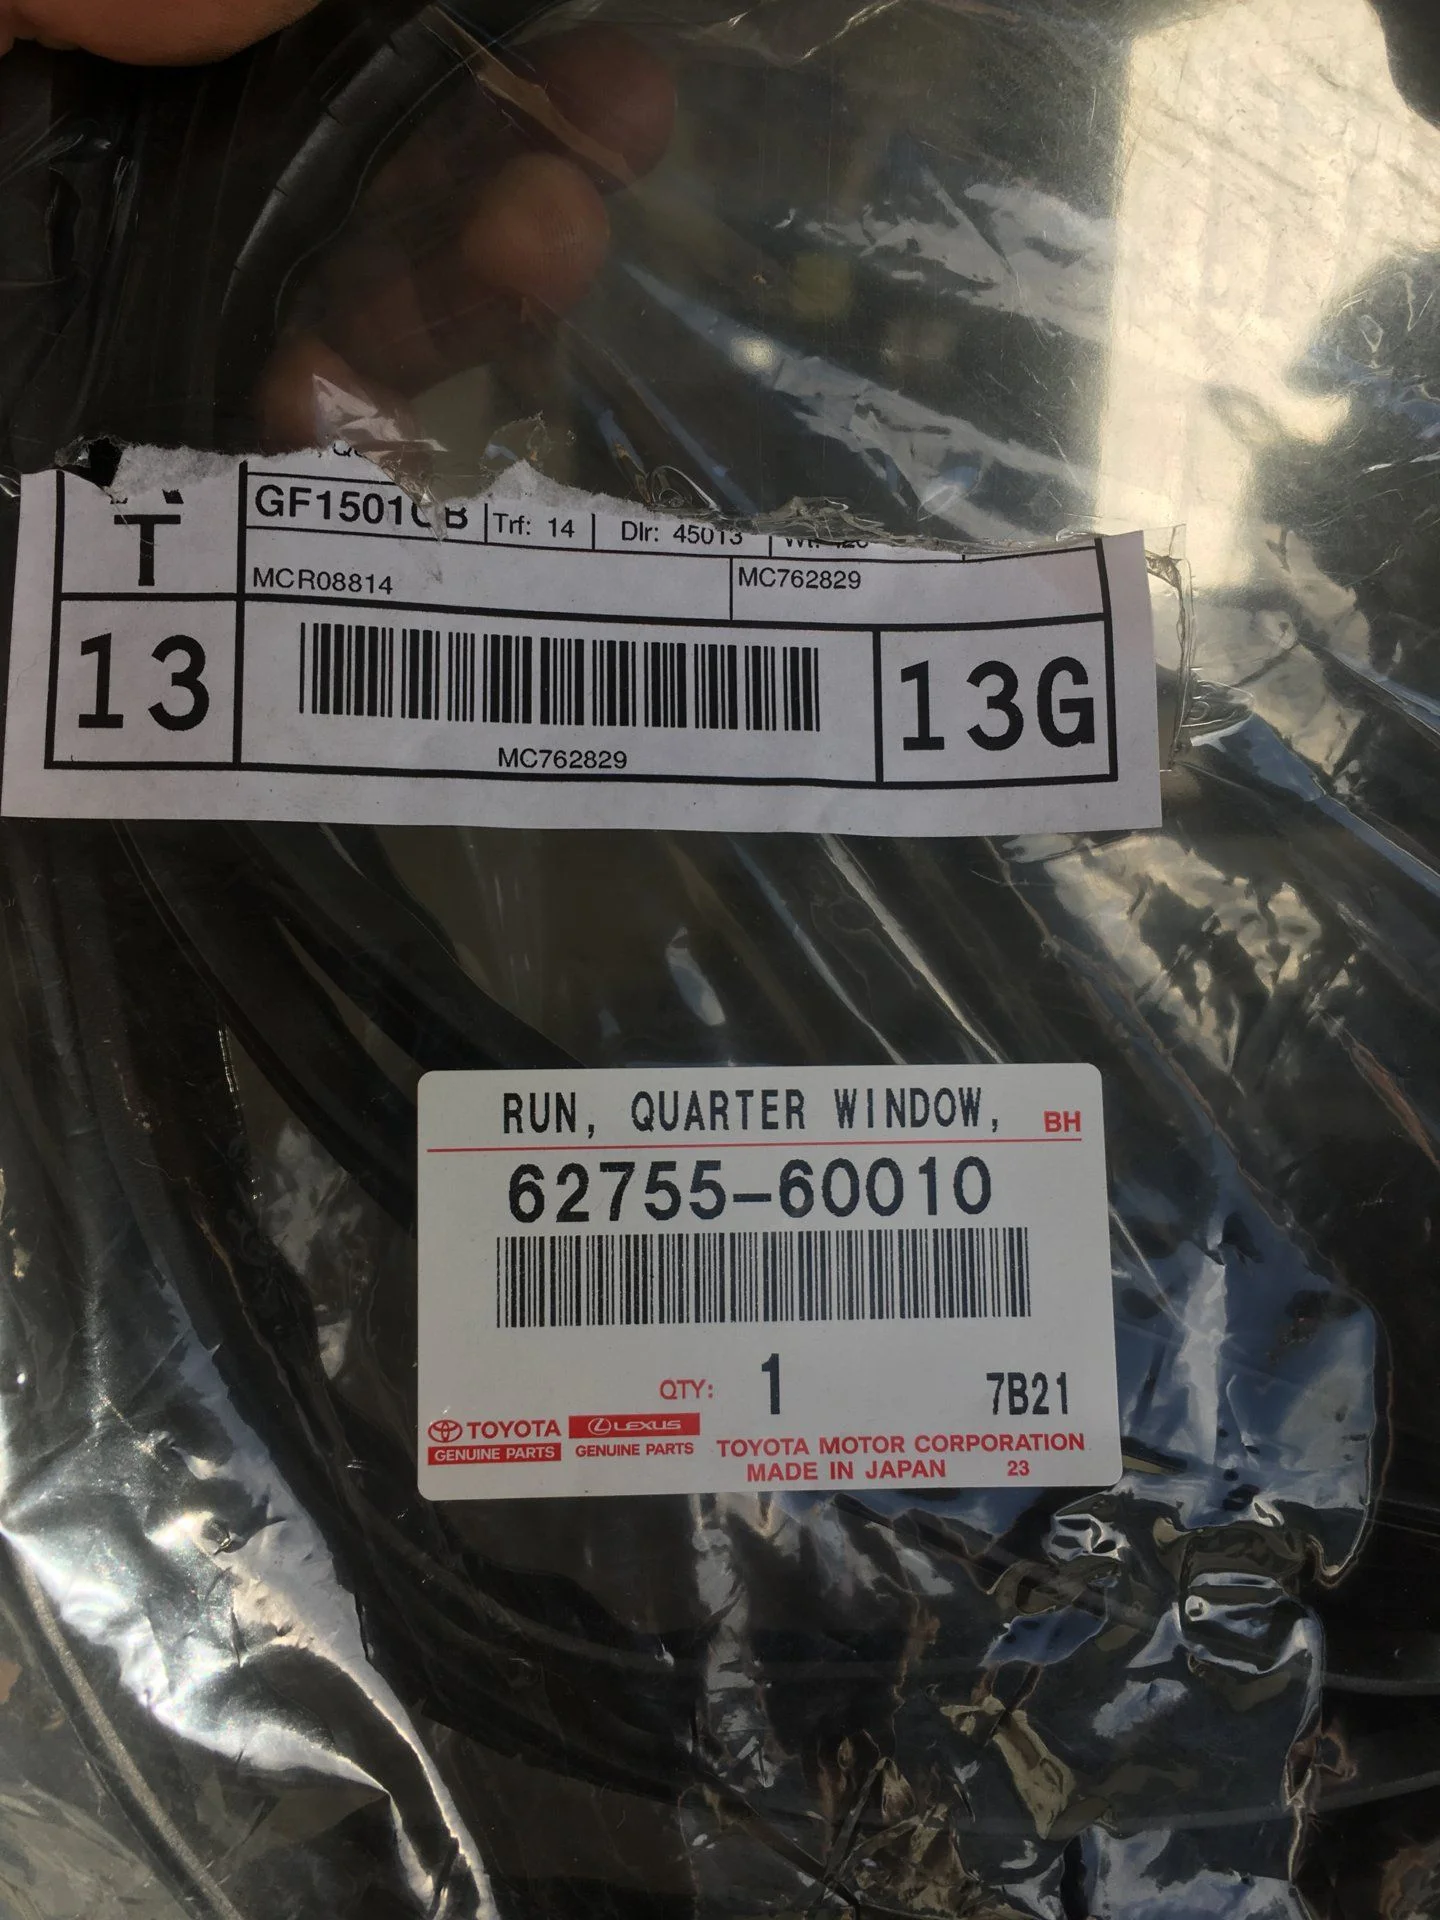 T
Trf: 14
Dlr: 45013
MCR08814
MC762829
13
MC762829
13G
RUN, QUARTER WINDOW, BH
62755-60010
QTY: 1 7B21
TOYOTA
GENUINE PARTS
LEXUS
GENUINE PARTS
TOYOTA MOTOR CORPORATION
MADE IN JAPAN 23